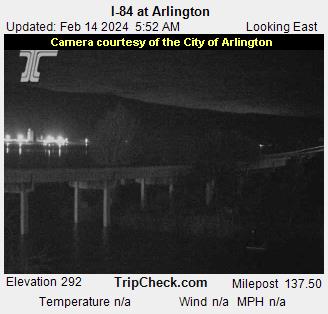 I-84 at Arlington
Updated: Feb 14 2024 5:52 AM Looking East
Camera courtesy of the City of Arlington
Elevation 292 TripCheck.com Milepost 137.50
Temperature n/a Wind n/a MPH n/a